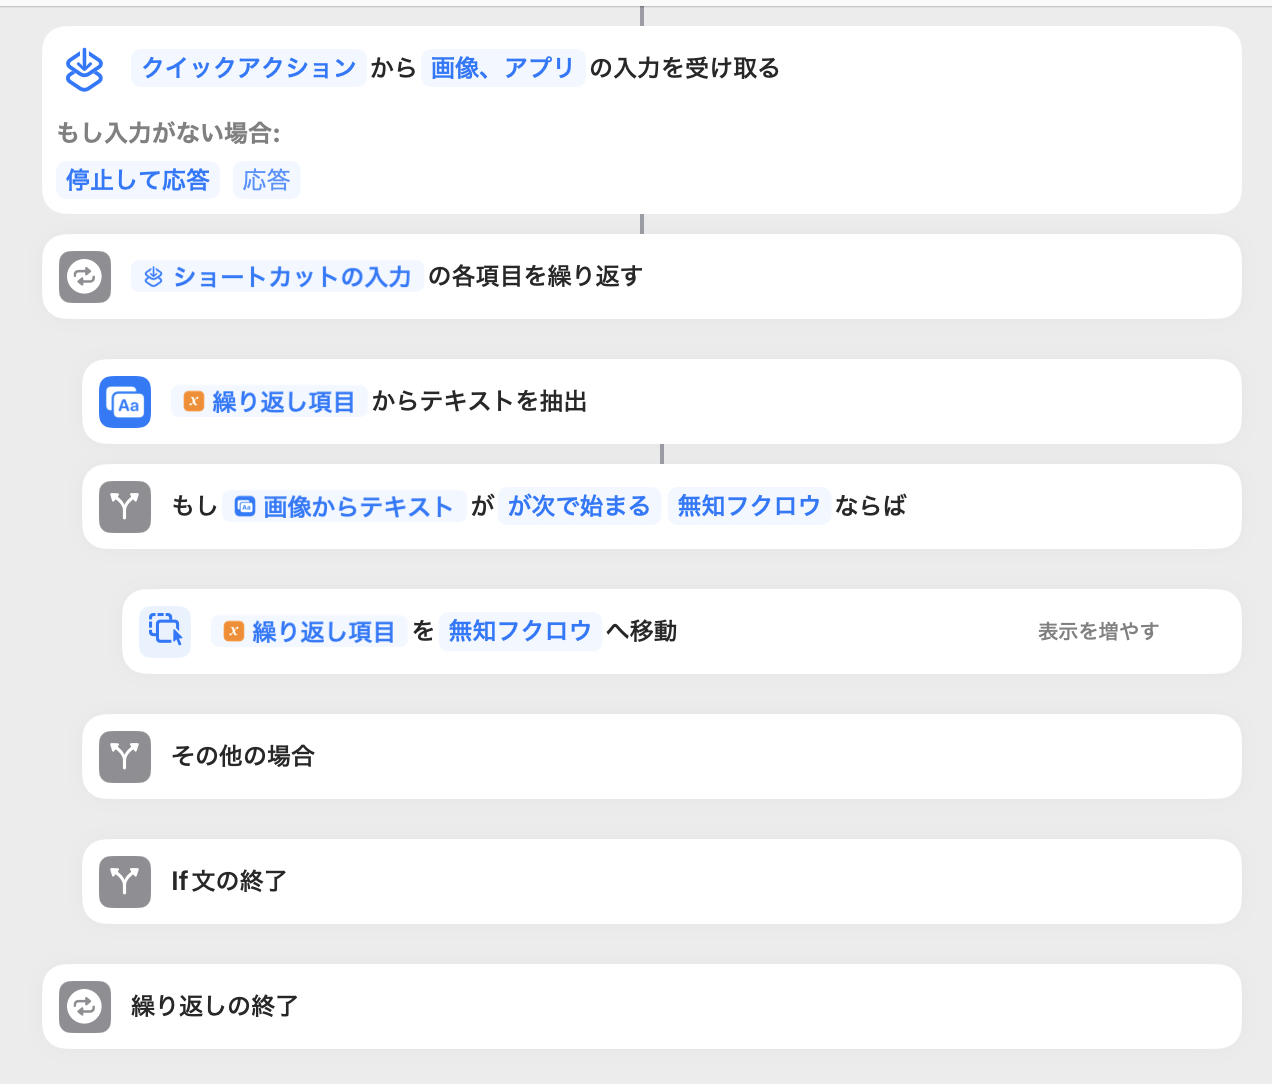 クイックアクション から 画像、アプリ の入力を受け取る
もし入力がない場合:
停止して応答 応答
ショートカットの入力 の各項目を繰り返す
Aa x 繰り返し項目 からテキストを抽出
もし 画像からテキスト が が次で始まる 無知フクロウ ならば
x 繰り返し項目 を 無知フクロウ へ移動 表示を増やす
その他の場合
If文の終了
繰り返しの終了